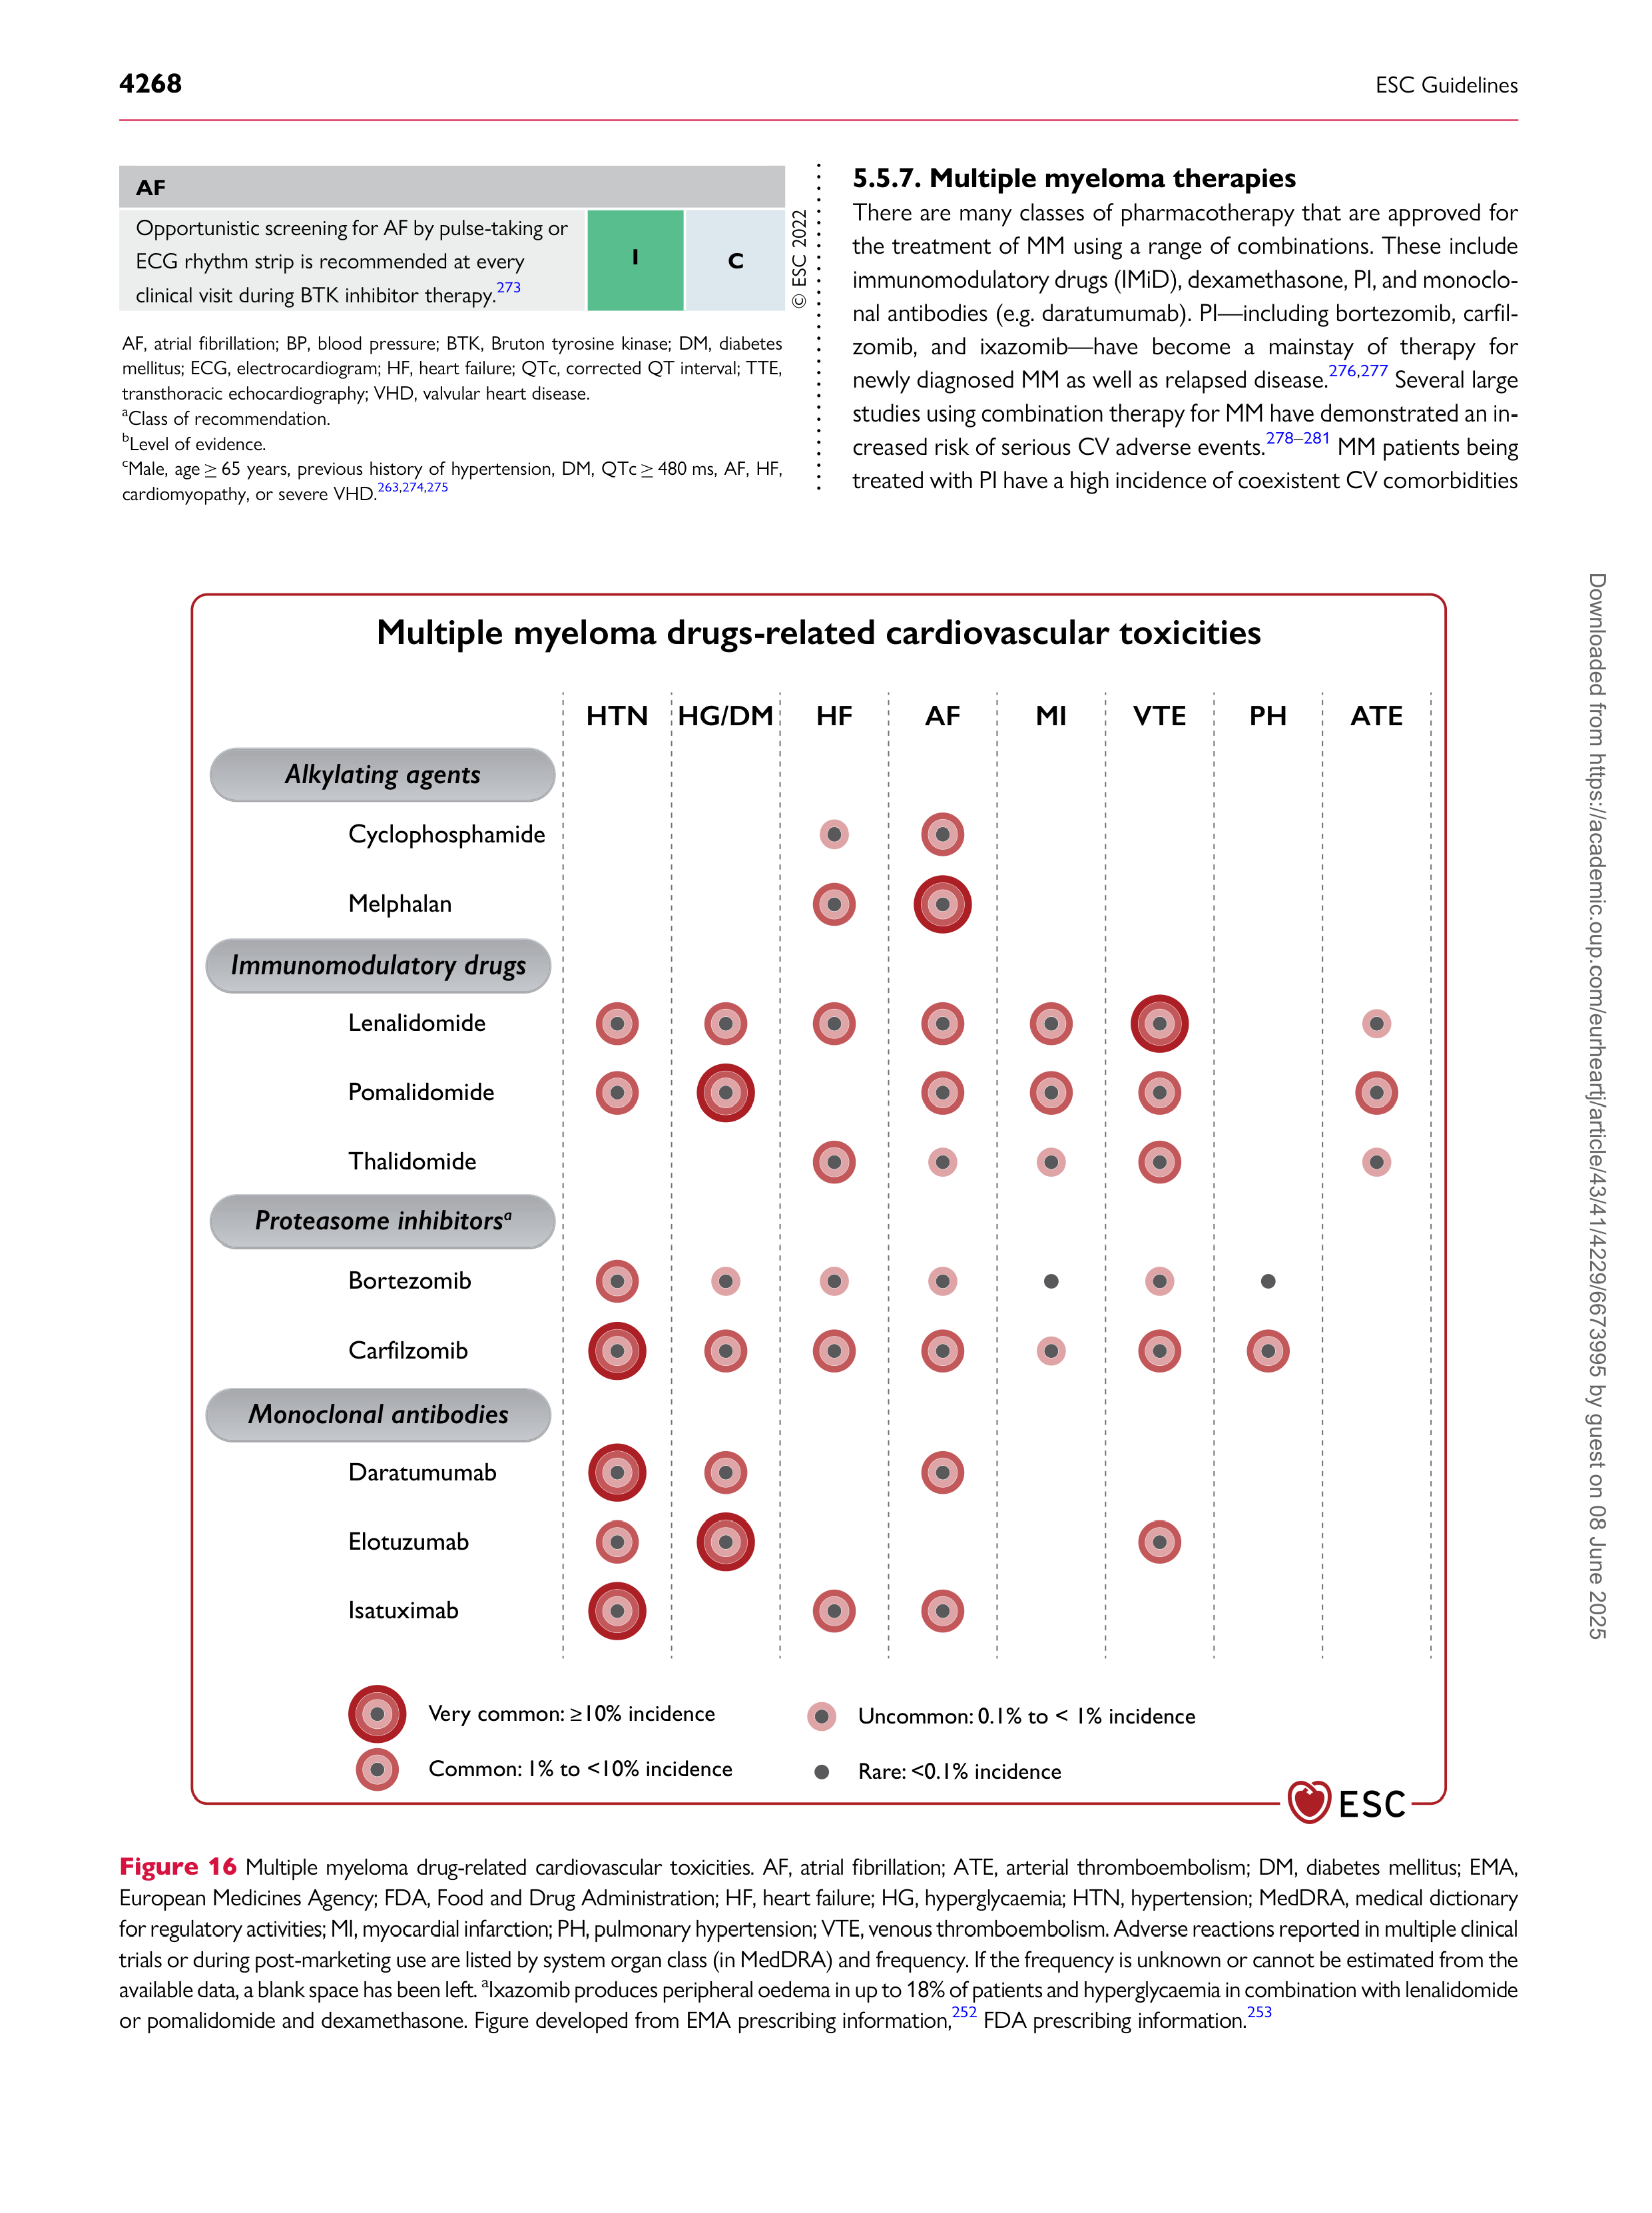 4268
ESC Guidelines
AF
Opportunistic screening for AF by pulse-taking or
ECG rhythm strip is recommended at every
clinical visit during BTK inhibitor therapy.273
I
C
© ESC 2022
AF, atrial fibrillation; BP, blood pressure; BTK, Bruton tyrosine kinase; DM, diabetes
mellitus; ECG, electrocardiogram; HF, heart failure; QTc, corrected QT interval; TTE,
transthoracic echocardiography; VHD, valvular heart disease.
aClass of recommendation.
bLevel of evidence.
cMale, age ≥ 65 years, previous history of hypertension, DM, QTc ≥ 480 ms, AF, HF,
cardiomyopathy, or severe VHD.263,274,275
5.5.7. Multiple myeloma therapies
There are many classes of pharmacotherapy that are approved for
the treatment of MM using a range of combinations. These include
immunomodulatory drugs (IMiD), dexamethasone, PI, and monoclo-
nal antibodies (e.g. daratumumab). PI—including bortezomib, carfil-
zomib, and ixazomib—have become a mainstay of therapy for
newly diagnosed MM as well as relapsed disease.276,277 Several large
studies using combination therapy for MM have demonstrated an in-
creased risk of serious CV adverse events.278–281 MM patients being
treated with PI have a high incidence of coexistent CV comorbidities
Multiple myeloma drugs-related cardiovascular toxicities
HTN HG/DM HF AF MI VTE PH ATE
Alkylating agents
Cyclophosphamide
Melphalan
Immunomodulatory drugs
Lenalidomide
Pomalidomide
Thalidomide
Proteasome inhibitorsa
Bortezomib
Carfilzomib
Monoclonal antibodies
Daratumumab
Elotuzumab
Isatuximab
Very common: ≥10% incidence
Uncommon: 0.1% to < 1% incidence
Common: 1% to <10% incidence
Rare: <0.1% incidence
ESC
Figure 16 Multiple myeloma drug-related cardiovascular toxicities. AF, atrial fibrillation; ATE, arterial thromboembolism; DM, diabetes mellitus; EMA,
European Medicines Agency; FDA, Food and Drug Administration; HF, heart failure; HG, hyperglycaemia; HTN, hypertension; MedDRA, medical dictionary
for regulatory activities; MI, myocardial infarction; PH, pulmonary hypertension; VTE, venous thromboembolism. Adverse reactions reported in multiple clinical
trials or during post-marketing use are listed by system organ class (in MedDRA) and frequency. If the frequency is unknown or cannot be estimated from the
available data, a blank space has been left. aIxazomib produces peripheral oedema in up to 18% of patients and hyperglycaemia in combination with lenalidomide
or pomalidomide and dexamethasone. Figure developed from EMA prescribing information,252 FDA prescribing information.253
Downloaded from https://academic.oup.com/eurheartj/article/43/41/4229/6673995 by guest on 08 June 2025